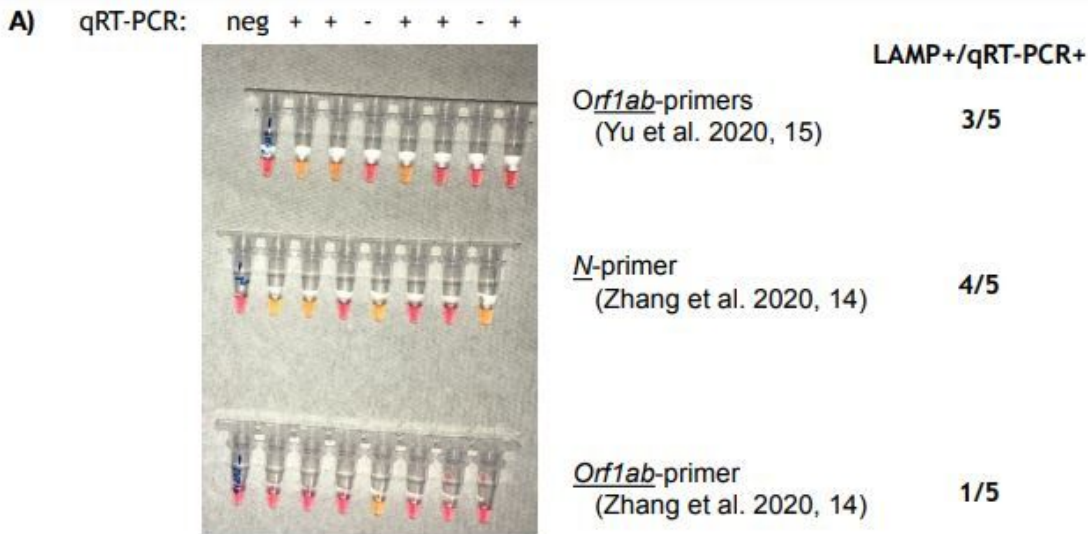 A) qRT-PCR: neg + + - + + - +
LAMP+/qRT-PCR+
Orf1ab-primers
(Yu et al. 2020, 15)
3/5
N-primer
(Zhang et al. 2020, 14)
4/5
Orf1ab-primer
(Zhang et al. 2020, 14)
1/5